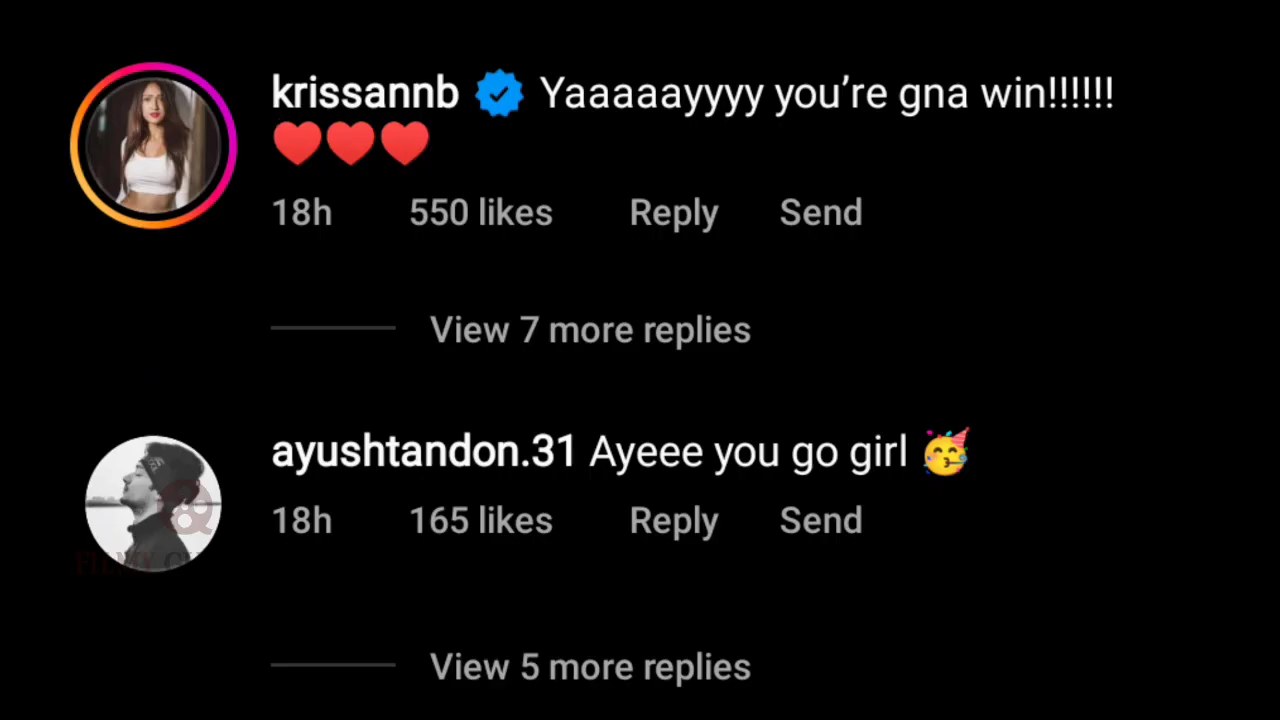 krissannb Yaaaaayyyy you’re gna win!!!!!!
♥️♥️♥️
18h 550 likes Reply Send
View 7 more replies
ayushtandon.31 Ayeee you go girl 🥳
18h 165 likes Reply Send
FILMY
View 5 more replies